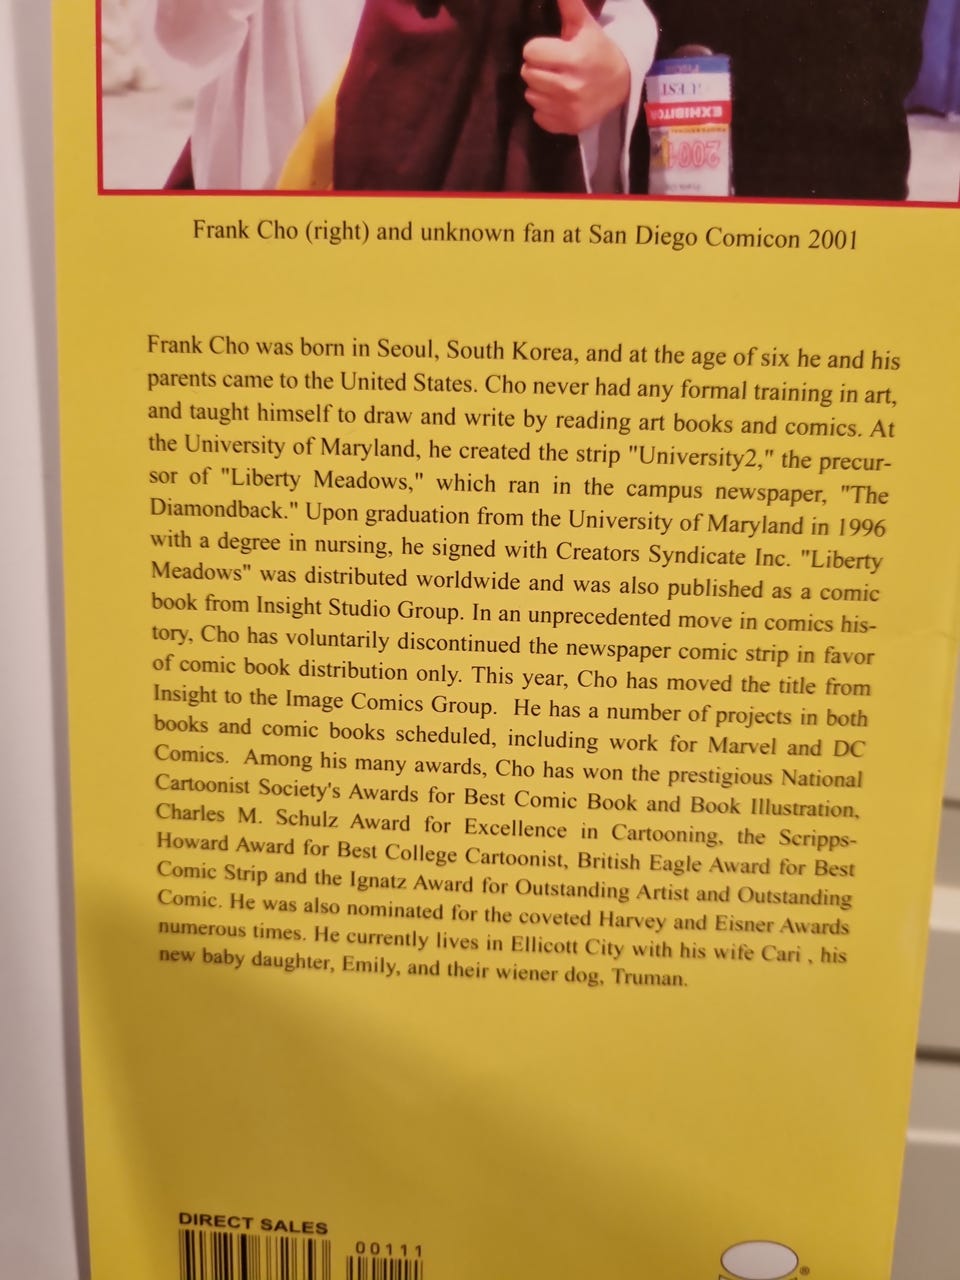 GUEST
EXHIBITOR
PROFESSIONAL
2001
Frank Cho (right) and unknown fan at San Diego Comicon 2001
Frank Cho was born in Seoul, South Korea, and at the age of six he and his
parents came to the United States. Cho never had any formal training in art,
and taught himself to draw and write by reading art books and comics. At
the University of Maryland, he created the strip "University2," the precur-
sor of "Liberty Meadows," which ran in the campus newspaper, "The
Diamondback." Upon graduation from the University of Maryland in 1996
with a degree in nursing, he signed with Creators Syndicate Inc. "Liberty
Meadows" was distributed worldwide and was also published as a comic
book from Insight Studio Group. In an unprecedented move in comics his-
tory, Cho has voluntarily discontinued the newspaper comic strip in favor
of comic book distribution only. This year, Cho has moved the title from
Insight to the Image Comics Group. He has a number of projects in both
books and comic books scheduled, including work for Marvel and DC
Comics. Among his many awards, Cho has won the prestigious National
Cartoonist Society's Awards for Best Comic Book and Book Illustration,
Charles M. Schulz Award for Excellence in Cartooning, the Scripps-
Howard Award for Best College Cartoonist, British Eagle Award for Best
Comic Strip and the Ignatz Award for Outstanding Artist and Outstanding
Comic. He was also nominated for the coveted Harvey and Eisner Awards
numerous times. He currently lives in Ellicott City with his wife Cari , his
new baby daughter, Emily, and their wiener dog, Truman.
DIRECT SALES
00111
®